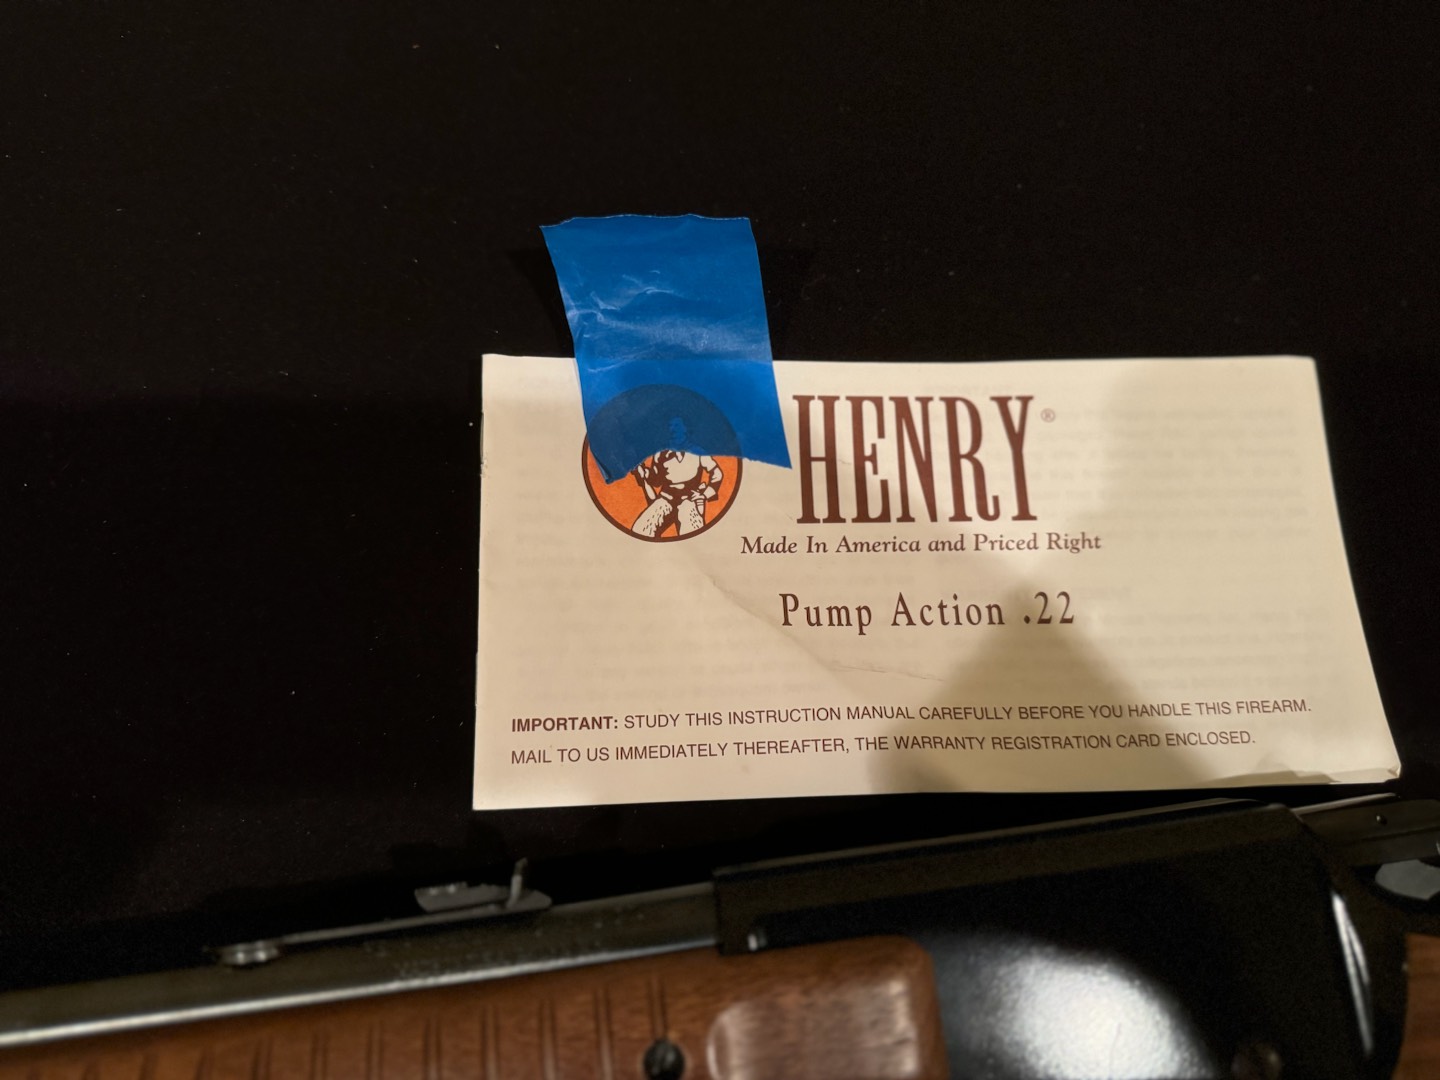 HENRY®
Made In America and Priced Right
Pump Action .22
IMPORTANT: STUDY THIS INSTRUCTION MANUAL CAREFULLY BEFORE YOU HANDLE THIS FIREARM.
MAIL TO US IMMEDIATELY THEREAFTER, THE WARRANTY REGISTRATION CARD ENCLOSED.